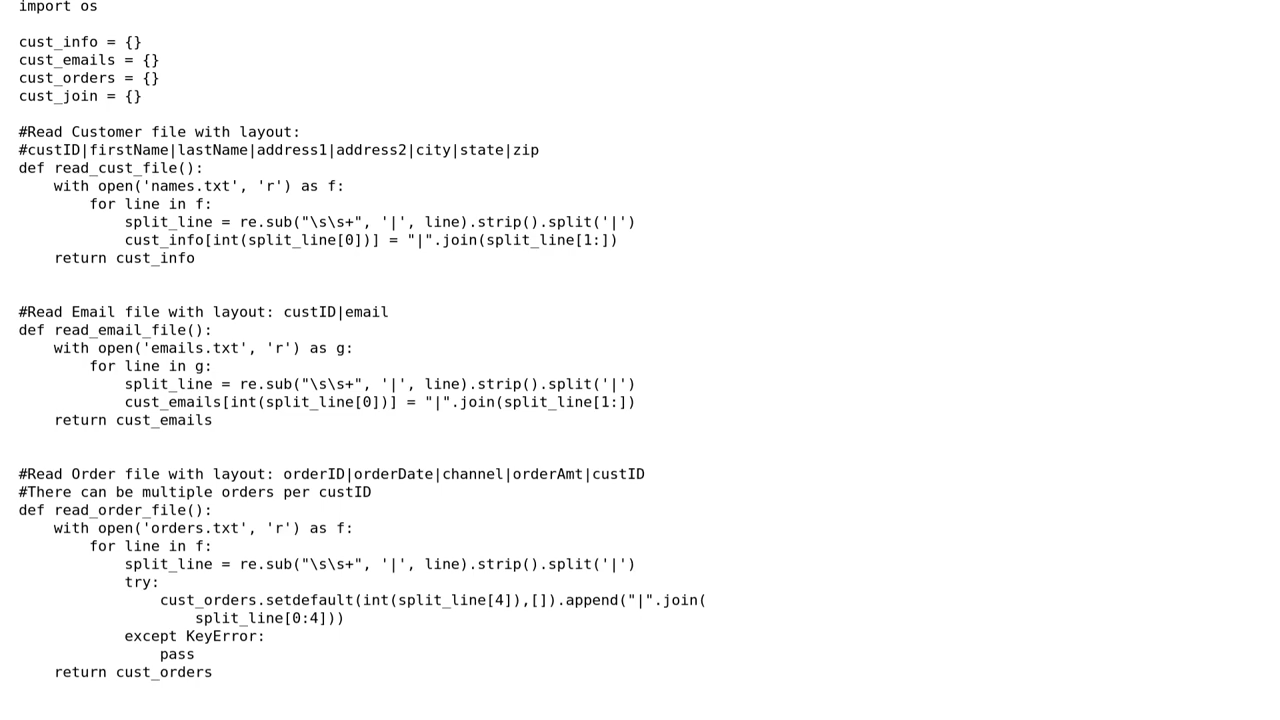 import os
cust_info = {}
cust_emails = {}
cust_orders = {}
cust_join = {}
#Read Customer file with layout:
#custID|firstName|lastName|address1|address2|city|state|zip
def read_cust_file():
    with open('names.txt', 'r') as f:
        for line in f:
            split_line = re.sub("\s\s+", '|', line).strip().split('|')
            cust_info[int(split_line[0])] = "|".join(split_line[1:])
    return cust_info
#Read Email file with layout: custID|email
def read_email_file():
    with open('emails.txt', 'r') as g:
        for line in g:
            split_line = re.sub("\s\s+", '|', line).strip().split('|')
            cust_emails[int(split_line[0])] = "|".join(split_line[1:])
    return cust_emails
#Read Order file with layout: orderID|orderDate|channel|orderAmt|custID
#There can be multiple orders per custID
def read_order_file():
    with open('orders.txt', 'r') as f:
        for line in f:
            split_line = re.sub("\s\s+", '|', line).strip().split('|')
            try:
                cust_orders.setdefault(int(split_line[4]),[]).append("|".join(
                    split_line[0:4]))
            except KeyError:
                pass
    return cust_orders